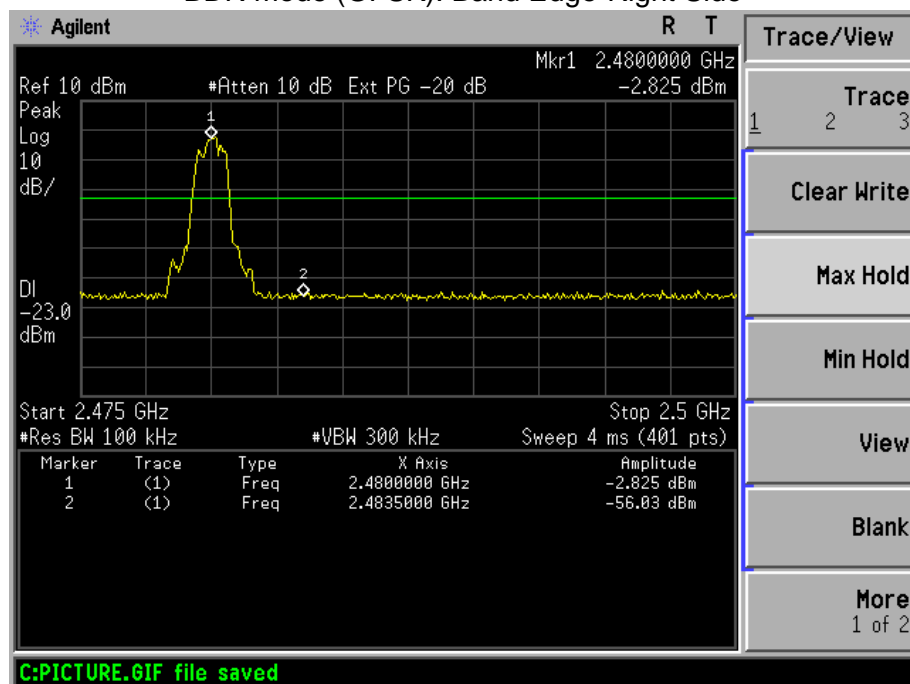 Agilent R T
Mkr1 2.4800000 GHz
Ref 10 dBm #Atten 10 dB Ext PG -20 dB -2.825 dBm
Peak
Log
10
dB/
1
2
DI
-23.0
dBm
Start 2.475 GHz Stop 2.5 GHz
#Res BW 100 kHz #VBW 300 kHz Sweep 4 ms (401 pts)
Marker Trace Type X Axis Amplitude
1 (1) Freq 2.4800000 GHz -2.825 dBm
2 (1) Freq 2.4835000 GHz -56.03 dBm
C:PICTURE.GIF file saved
Trace/View
Trace
1 2 3
Clear Write
Max Hold
Min Hold
View
Blank
More
1 of 2